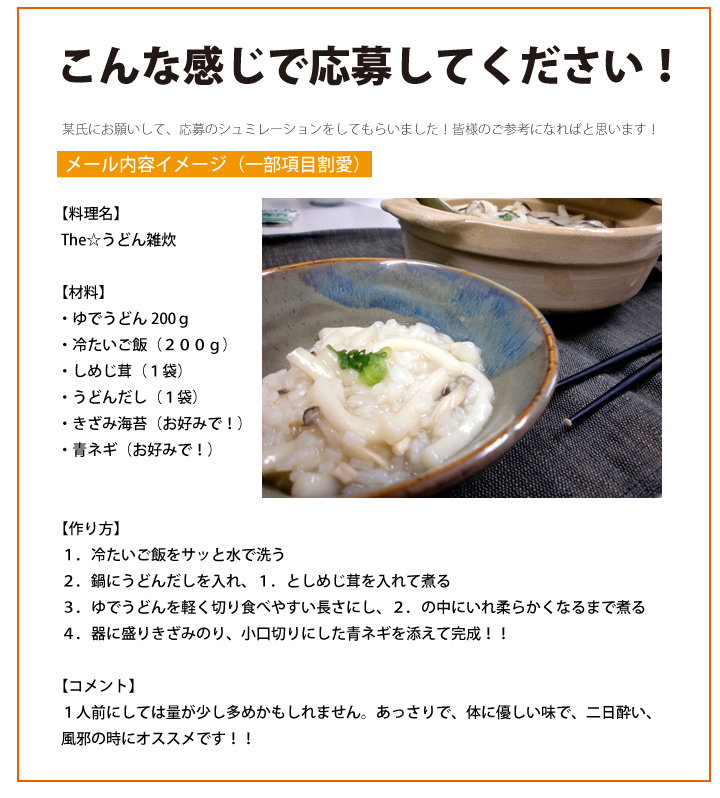 こんな感じで応募してください！
某氏にお願いして、応募のシュミレーションをしてもらいました！皆様のご参考になればと思います！
メール内容イメージ（一部項目割愛）
【料理名】
The☆うどん雑炊
【材料】
・ゆでうどん 200ｇ
・冷たいご飯（２００ｇ）
・しめじ茸（１袋）
・うどんだし（１袋）
・きざみ海苔（お好みで！）
・青ネギ（お好みで！）
【作り方】
１．冷たいご飯をサッと水で洗う
２．鍋にうどんだしを入れ、１．としめじ茸を入れて煮る
３．ゆでうどんを軽く切り食べやすい長さにし、２．の中にいれ柔らかくなるまで煮る
４．器に盛りきざみのり、小口切りにした青ネギを添えて完成！！
【コメント】
１人前にしては量が少し多めかもしれません。あっさりで、体に優しい味で、二日酔い、
風邪の時にオススメです！！